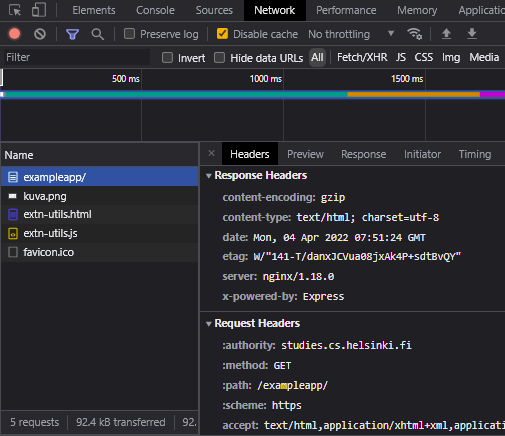 Elements Console Sources Network Performance Memory Application
Preserve log Disable cache No throttling
Filter Invert Hide data URLs All Fetch/XHR JS CSS Img Media
500 ms 1000 ms 1500 ms
Name
exampleapp/
kuva.png
extn-utils.html
extn-utils.js
favicon.ico
5 requests 92.4 kB transferred 92.
× Headers Preview Response Initiator Timing
Response Headers
content-encoding: gzip
content-type: text/html; charset=utf-8
date: Mon, 04 Apr 2022 07:51:24 GMT
etag: W/"141-T/danxJCVua08jxAk4P+sdtBvQY"
server: nginx/1.18.0
x-powered-by: Express
Request Headers
:authority: studies.cs.helsinki.fi
:method: GET
:path: /exampleapp/
:scheme: https
accept: text/html,application/xhtml+xml,applicati